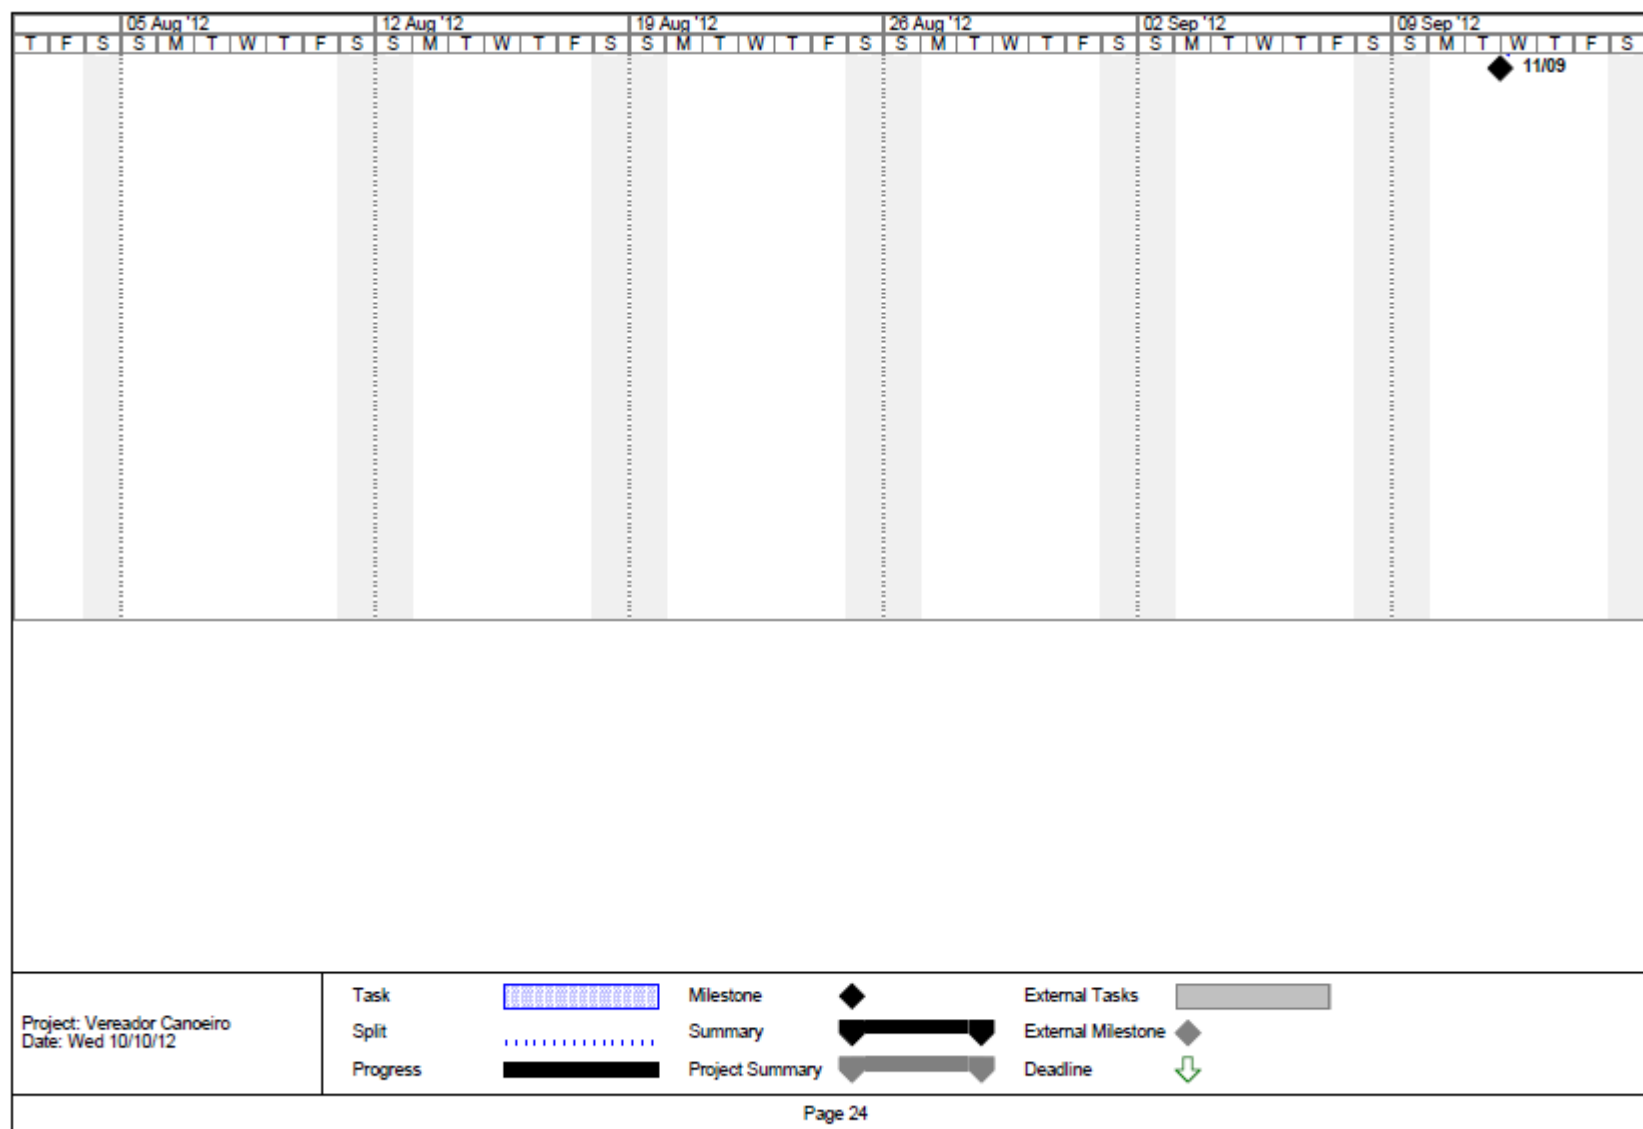 05 Aug '12 12 Aug '12 19 Aug '12 26 Aug '12 02 Sep '12 09 Sep '12
T F S S M T W T F S S M T W T F S S M T W T F S S M T W T F S S M T W T F S S M T W T F S
11/09
Project: Vereador Canoeiro
Date: Wed 10/10/12
Task
Split
Progress
Milestone
Summary
Project Summary
External Tasks
External Milestone
Deadline
Page 24